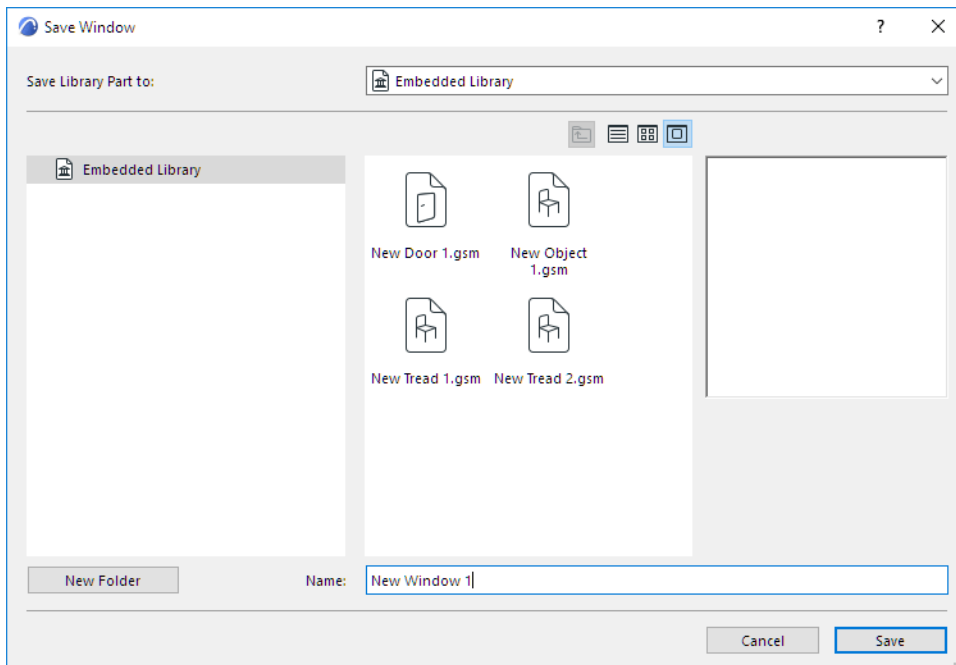 Save Window
?
Save Library Part to:
Embedded Library
Embedded Library
New Door 1.gsm
New Object
1.gsm
New Tread 1.gsm
New Tread 2.gsm
New Folder
Name:
New Window 1
Cancel
Save